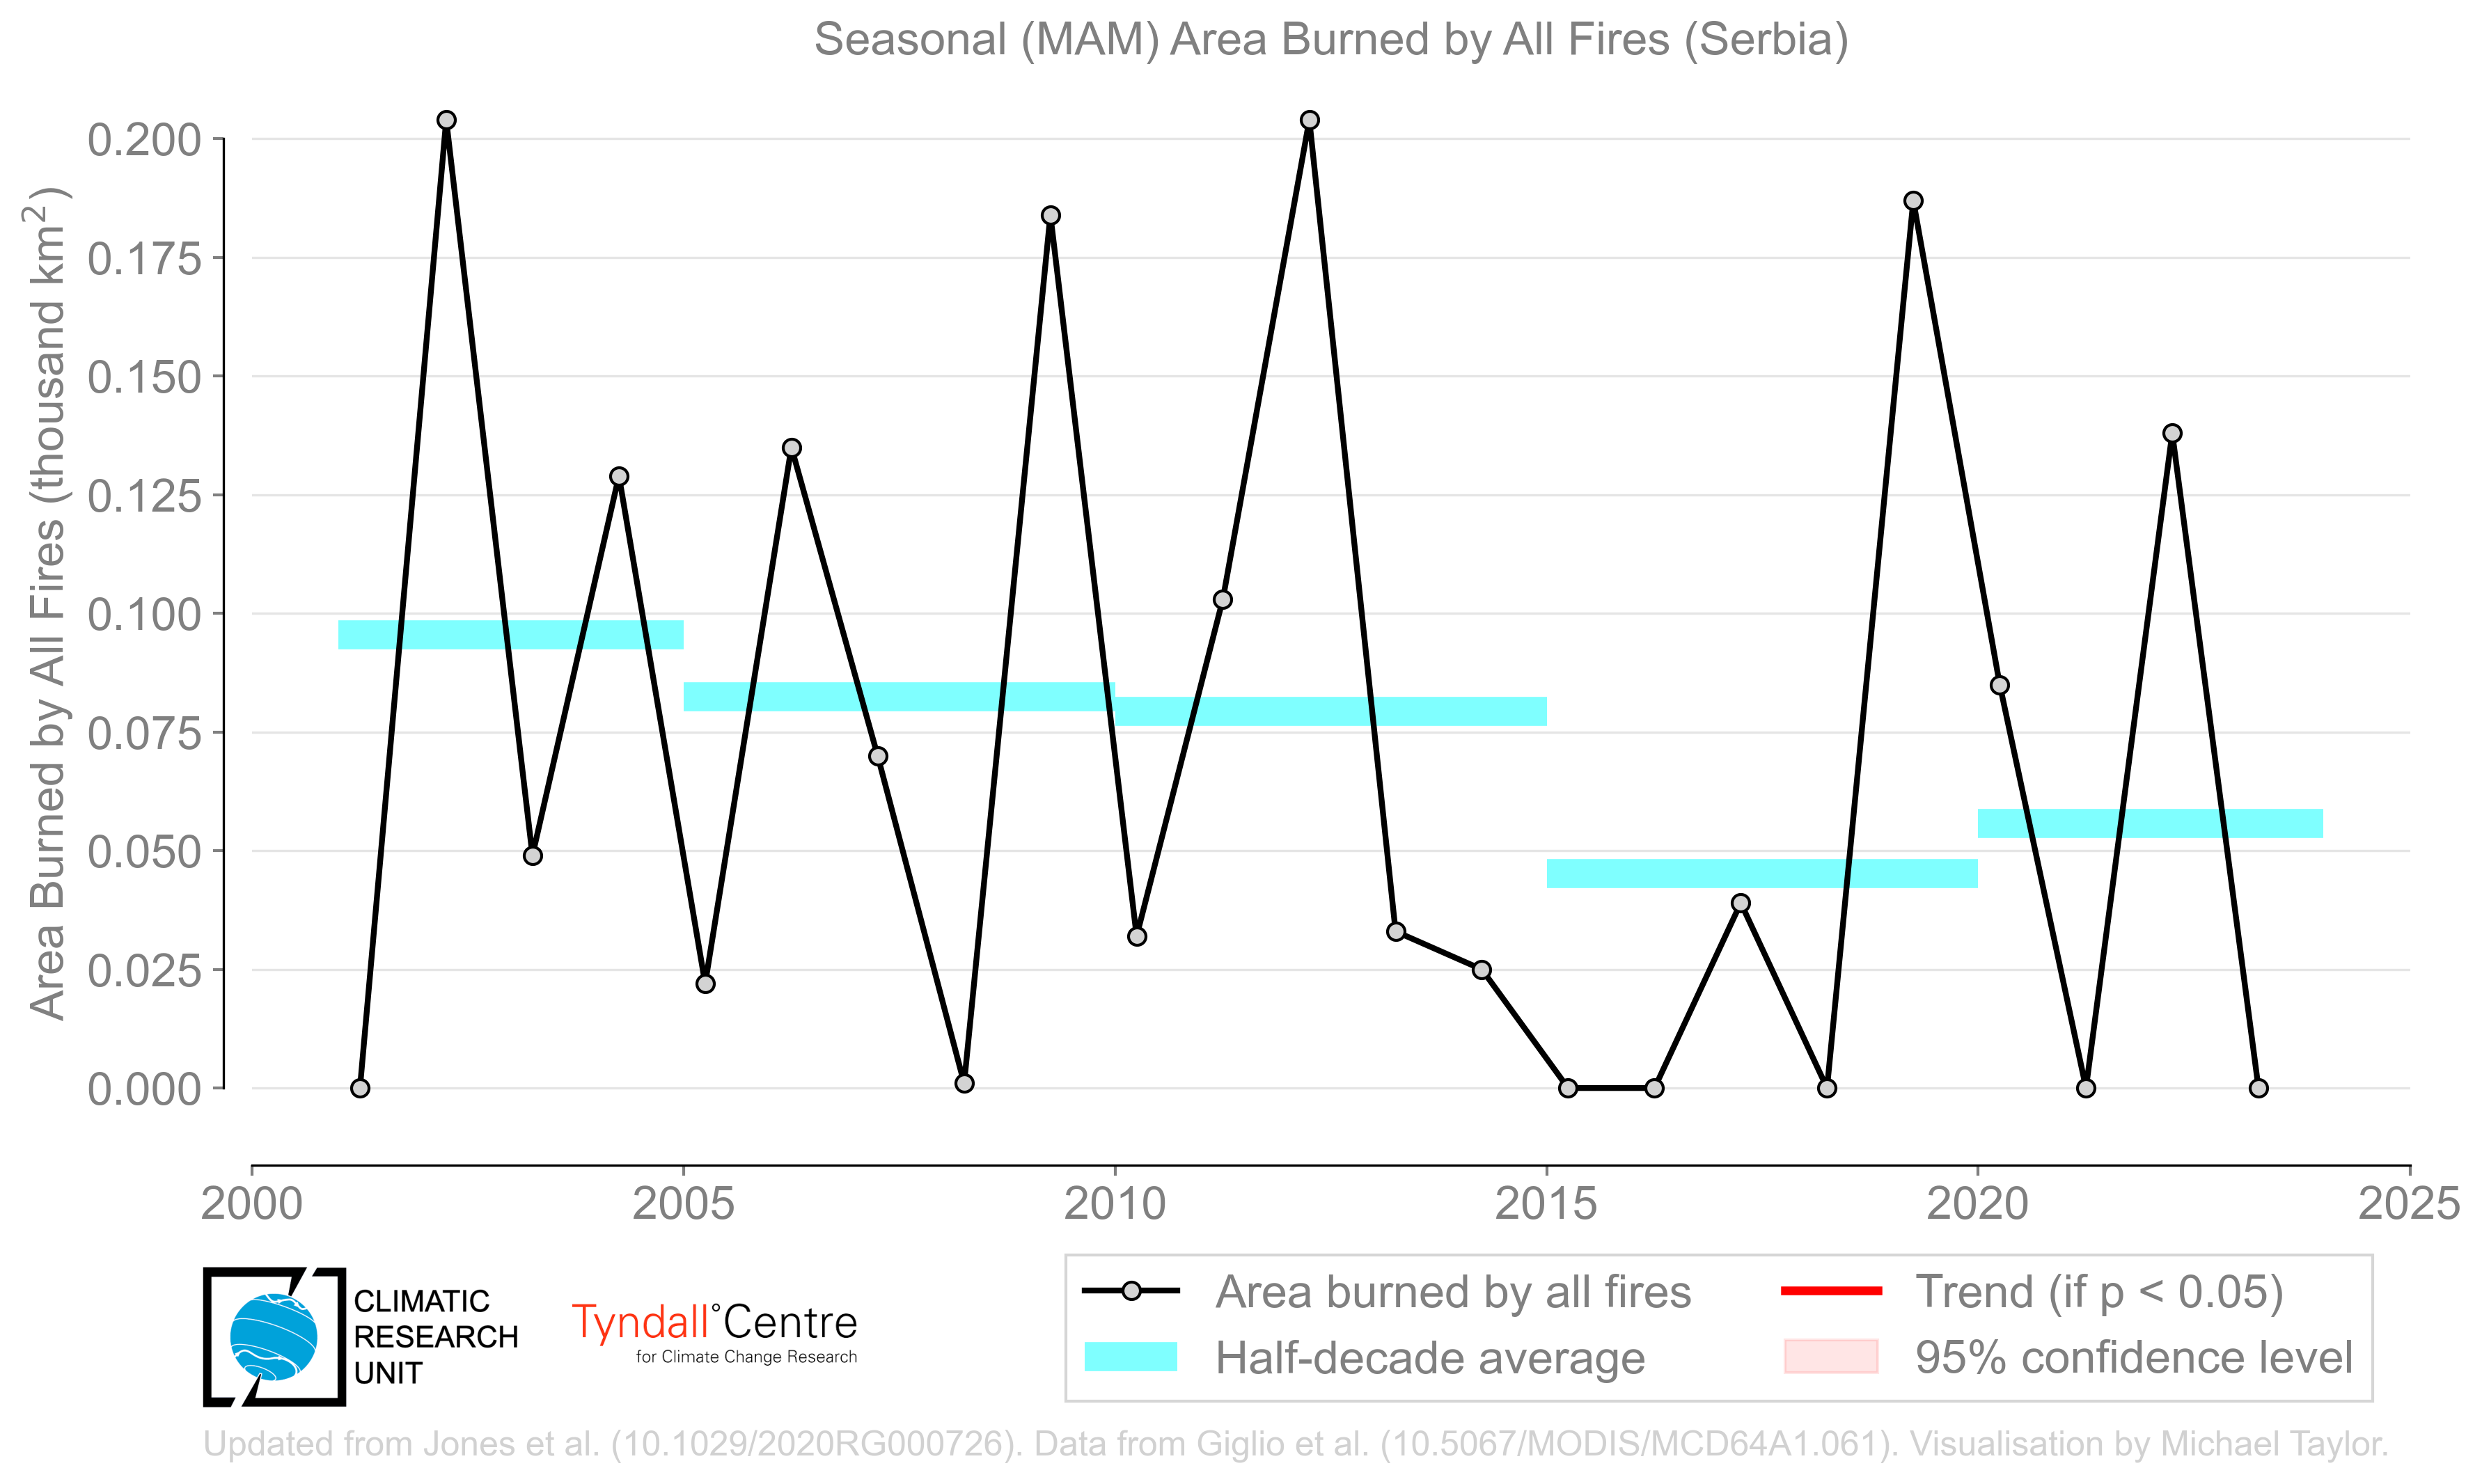 Seasonal (MAM) Area Burned by All Fires (Serbia)
Area Burned by All Fires (thousand km²)
0.200
0.175
0.150
0.125
0.100
0.075
0.050
0.025
0.000
2000 2005 2010 2015 2020 2025
CLIMATIC
RESEARCH
UNIT
Tyndall°Centre
for Climate Change Research
Area burned by all fires
Half-decade average
Trend (if p < 0.05)
95% confidence level
Updated from Jones et al. (10.1029/2020RG000726). Data from Giglio et al. (10.5067/MODIS/MCD64A1.061). Visualisation by Michael Taylor.